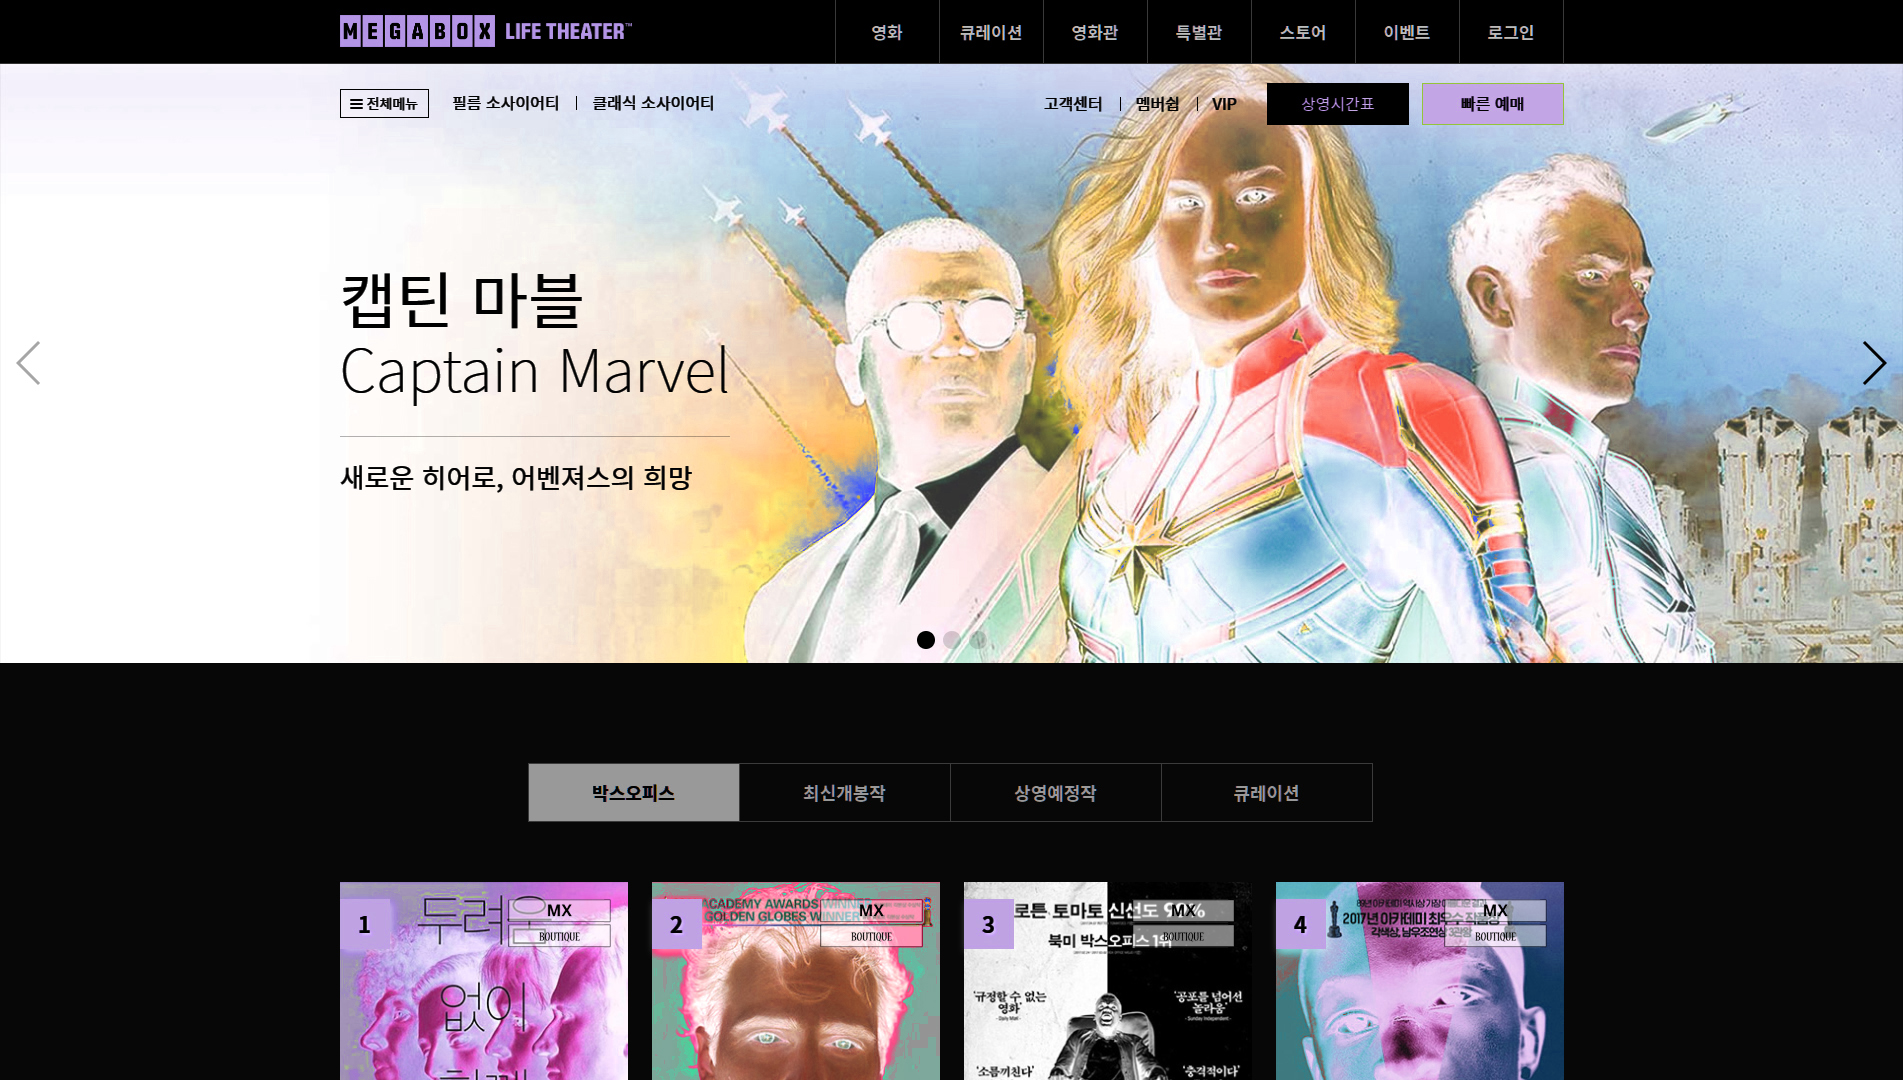 MEGABOX LIFE THEATER™
영화
큐레이션
영화관
특별관
스토어
이벤트
로그인
전체메뉴
필름 소사이어티
클래식 소사이어티
고객센터
멤버쉽
VIP
상영시간표
빠른 예매
캡틴 마블
Captain Marvel
새로운 히어로, 어벤져스의 희망
박스오피스
최신개봉작
상영예정작
큐레이션
1
두려움
MX
BOUTIQUE
없이
2
ACADEMY AWARDS WINNER
GOLDEN GLOBES WINNER
MX
BOUTIQUE
3
로튼 토마토 신선도
MX
북미 박스오피스 1위
BOUTIQUE
'규정할 수 없는
영화'
- Daily Mail -
'공포를 넘어선
놀라움'
- Sunday Independent -
'소름끼친다'
'충격적이다'
4
MX
2017년 아카데미 최우수 작품상
각색상, 남우조연상 3관왕
BOUTIQUE